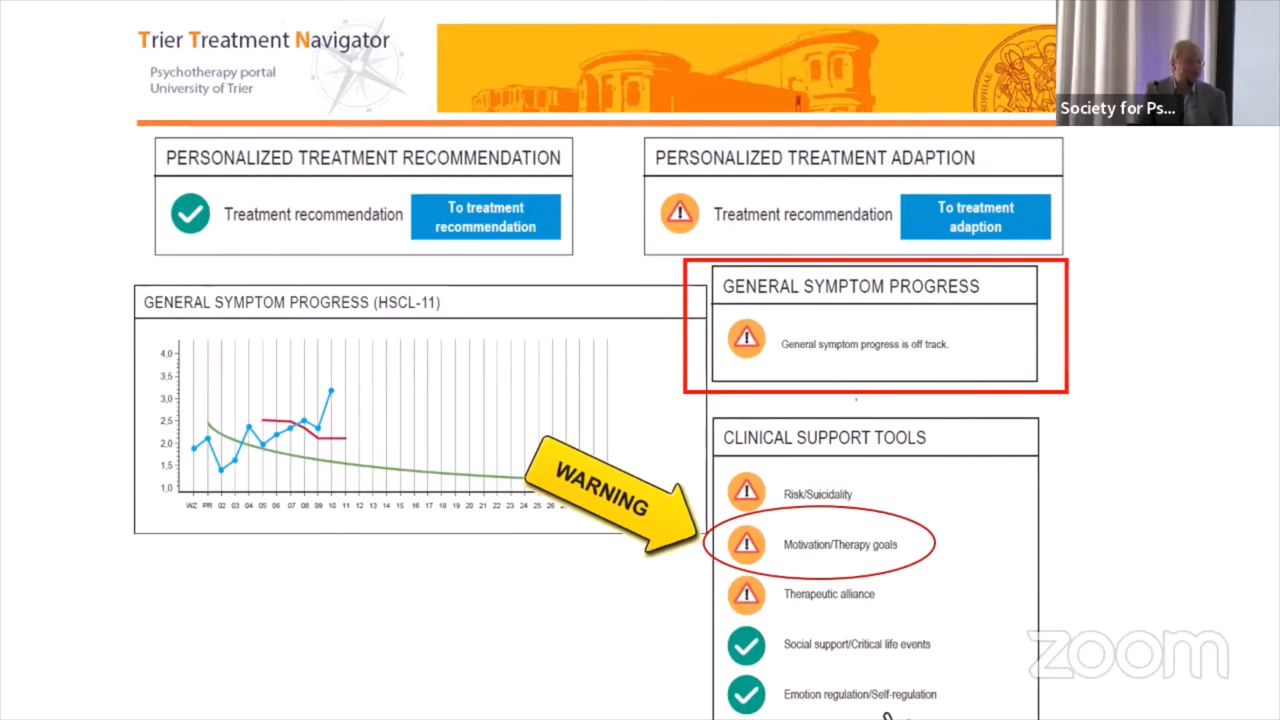 Trier Treatment Navigator
Psychotherapy portal
University of Trier
SOPHIAE
Society for Ps...
PERSONALIZED TREATMENT RECOMMENDATION
Treatment recommendation
To treatment
recommendation
PERSONALIZED TREATMENT ADAPTION
Treatment recommendation
To treatment
adaption
GENERAL SYMPTOM PROGRESS (HSCL-11)
4,0
3,5
3,0
2,5
2,0
1,5
1,0
WZ PR 02 03 04 05 06 07 08 09 10 11 12 13 14 15 16 17 18 19 20 21 22 23 24 25 26
GENERAL SYMPTOM PROGRESS
General symptom progress is off track.
WARNING
CLINICAL SUPPORT TOOLS
Risk/Suicidality
Motivation/Therapy goals
Therapeutic alliance
Social support/Critical life events
Emotion regulation/Self-regulation
zoom